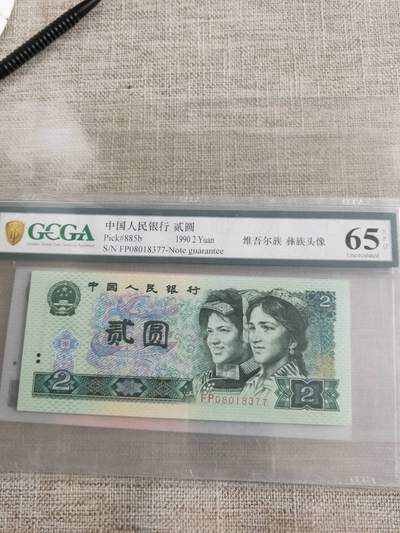 GCGA
中国人民银行 贰圆
Pick#885b 1990 2 Yuan
S/N FP08018377-Note guarantee
维吾尔族 彝族头像
65
EPQ
Uncirculated
中国人民银行
贰圆
2
2
2
FP08018377